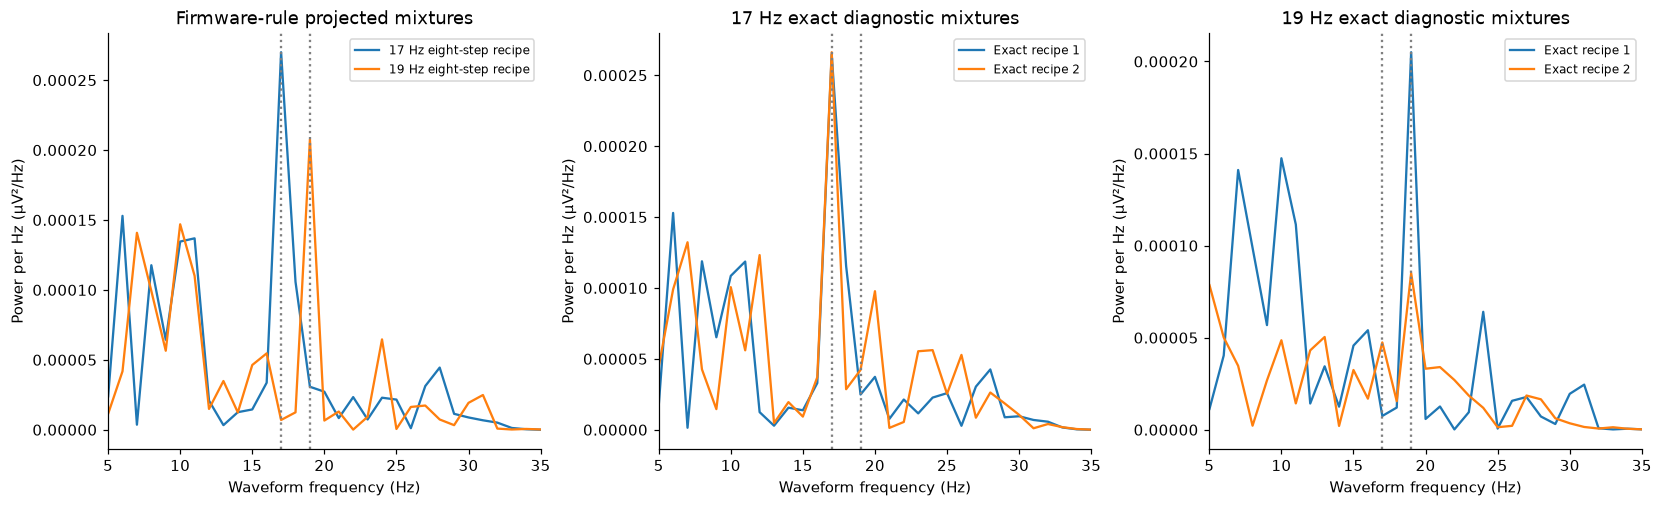 Firmware-rule projected mixtures
17 Hz eight-step recipe
19 Hz eight-step recipe
Power per Hz (µV²/Hz)
0.00025
0.00020
0.00015
0.00010
0.00005
0.00000
5 10 15 20 25 30 35
Waveform frequency (Hz)
17 Hz exact diagnostic mixtures
Exact recipe 1
Exact recipe 2
Power per Hz (µV²/Hz)
0.00025
0.00020
0.00015
0.00010
0.00005
0.00000
5 10 15 20 25 30 35
Waveform frequency (Hz)
19 Hz exact diagnostic mixtures
Exact recipe 1
Exact recipe 2
Power per Hz (µV²/Hz)
0.00020
0.00015
0.00010
0.00005
0.00000
5 10 15 20 25 30 35
Waveform frequency (Hz)